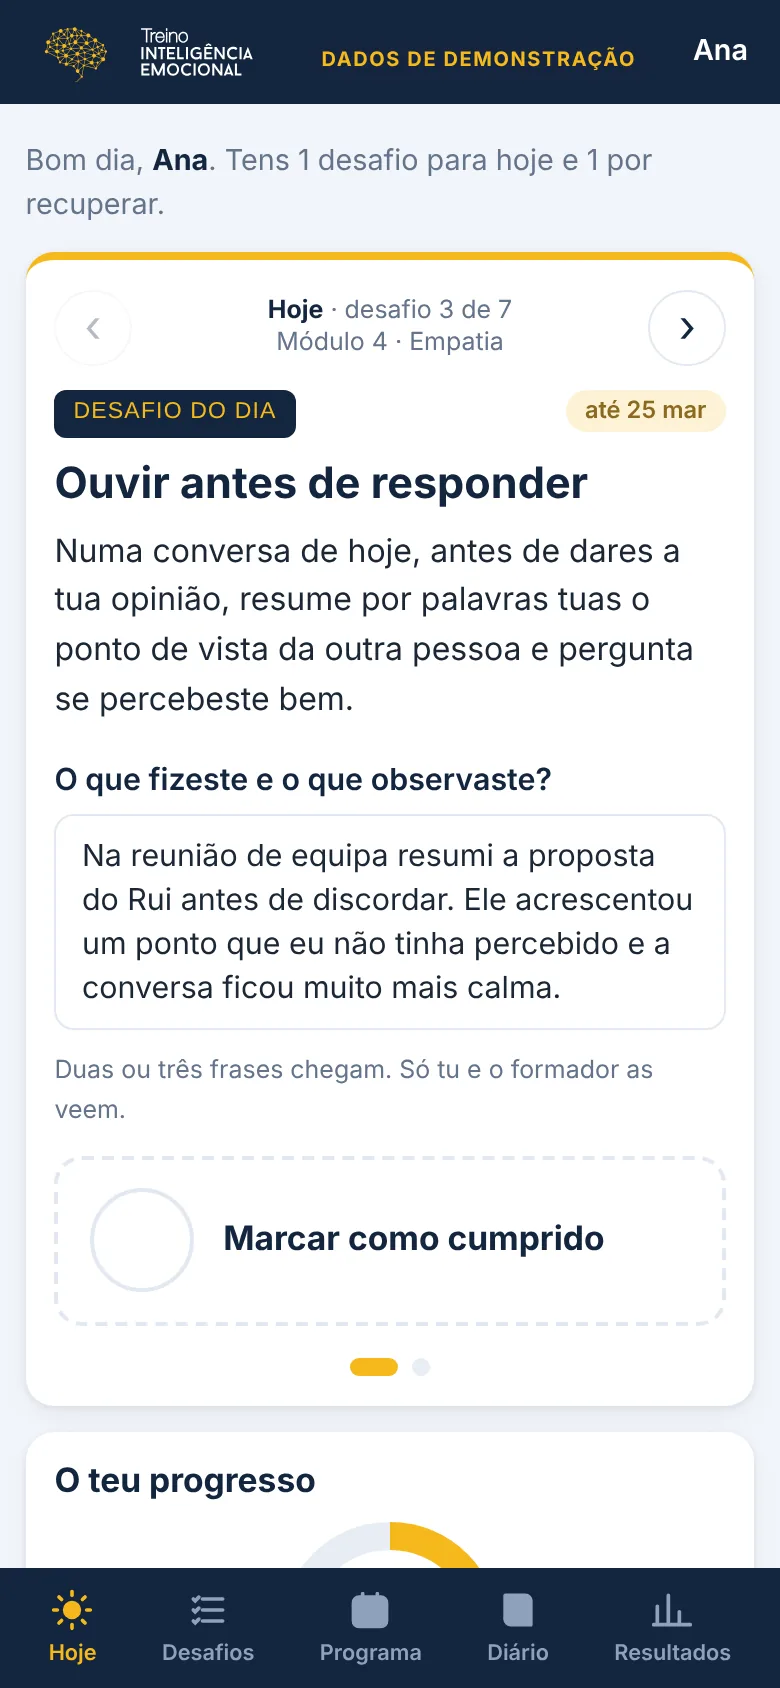 Treino
INTELIGÊNCIA
EMOCIONAL
DADOS DE DEMONSTRAÇÃO
Ana
Bom dia, Ana. Tens 1 desafio para hoje e 1 por
recuperar.
Hoje · desafio 3 de 7
Módulo 4 · Empatia
DESAFIO DO DIA
até 25 mar
Ouvir antes de responder
Numa conversa de hoje, antes de dares a
tua opinião, resume por palavras tuas o
ponto de vista da outra pessoa e pergunta
se percebeste bem.
O que fizeste e o que observaste?
Na reunião de equipa resumi a proposta
do Rui antes de discordar. Ele acrescentou
um ponto que eu não tinha percebido e a
conversa ficou muito mais calma.
Duas ou três frases chegam. Só tu e o formador as
veem.
Marcar como cumprido
O teu progresso
Hoje
Desafios
Programa
Diário
Resultados